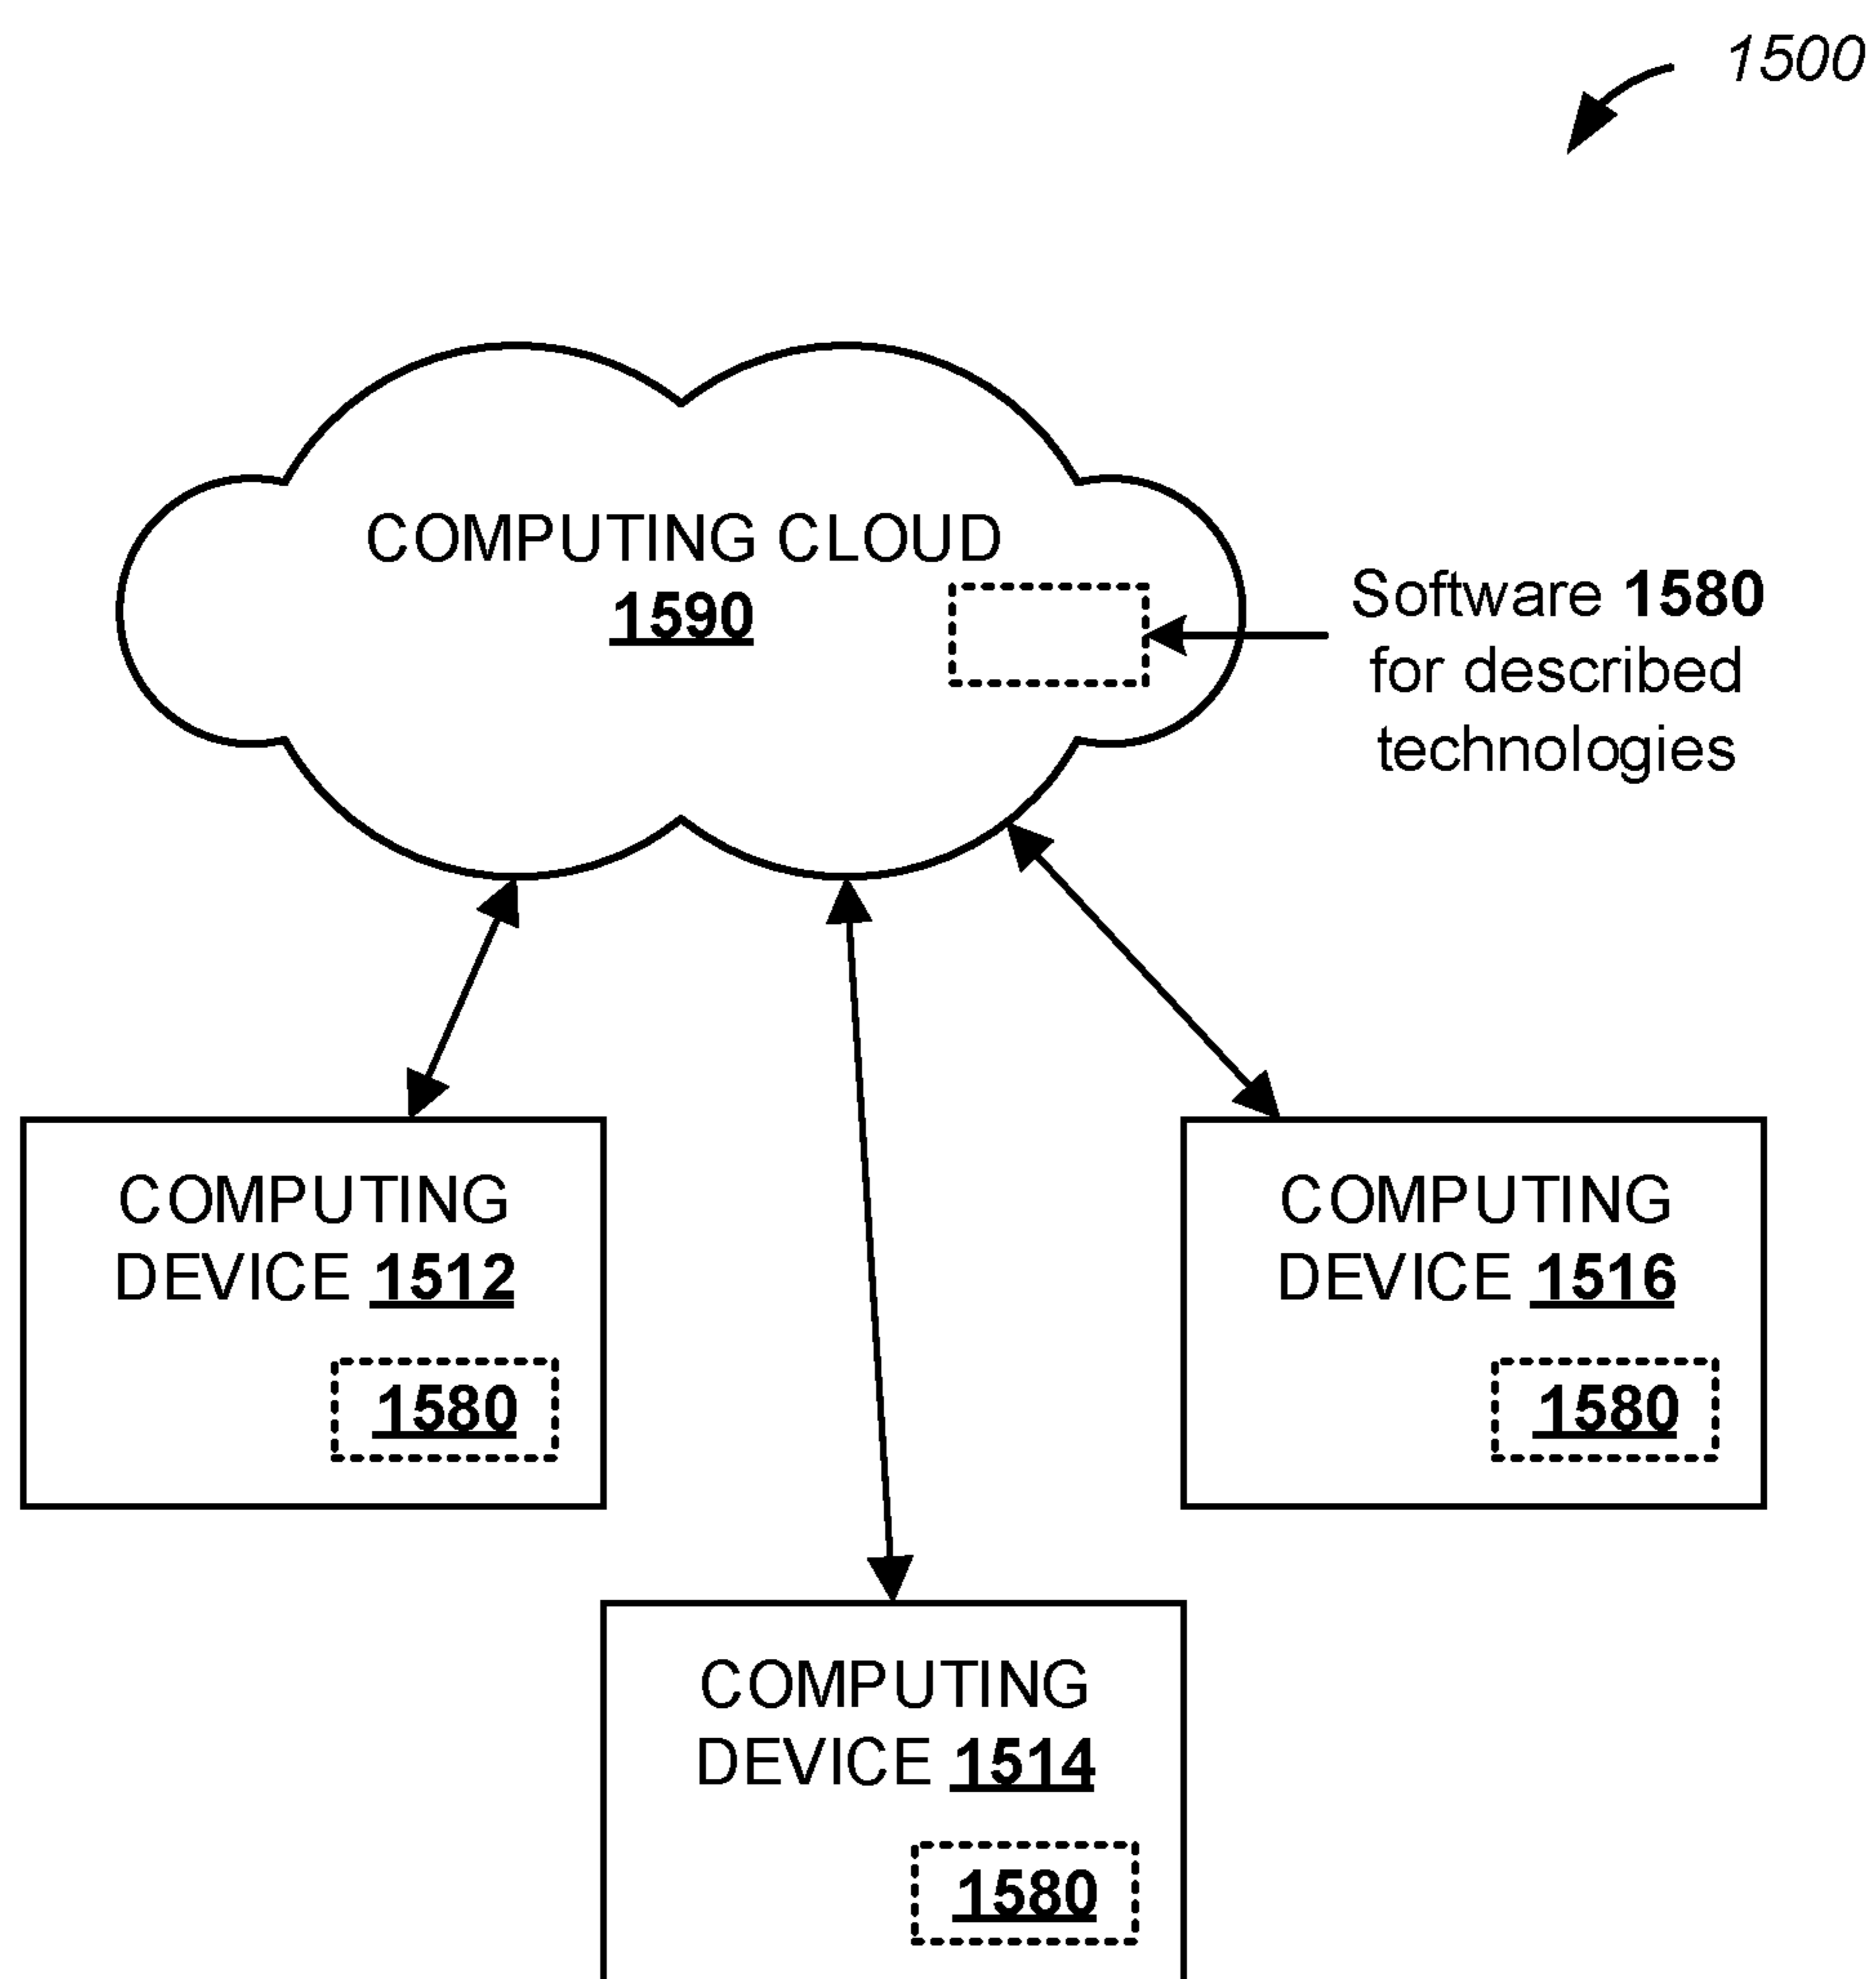 1500
COMPUTING CLOUD
1590
Software 1580
for described
technologies
COMPUTING
DEVICE 1512
1580
COMPUTING
DEVICE 1516
1580
COMPUTING
DEVICE 1514
1580